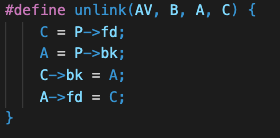 #define unlink(AV, B, A, C) {
C = P->fd;
A = P->bk;
C->bk = A;
A->fd = C;
}